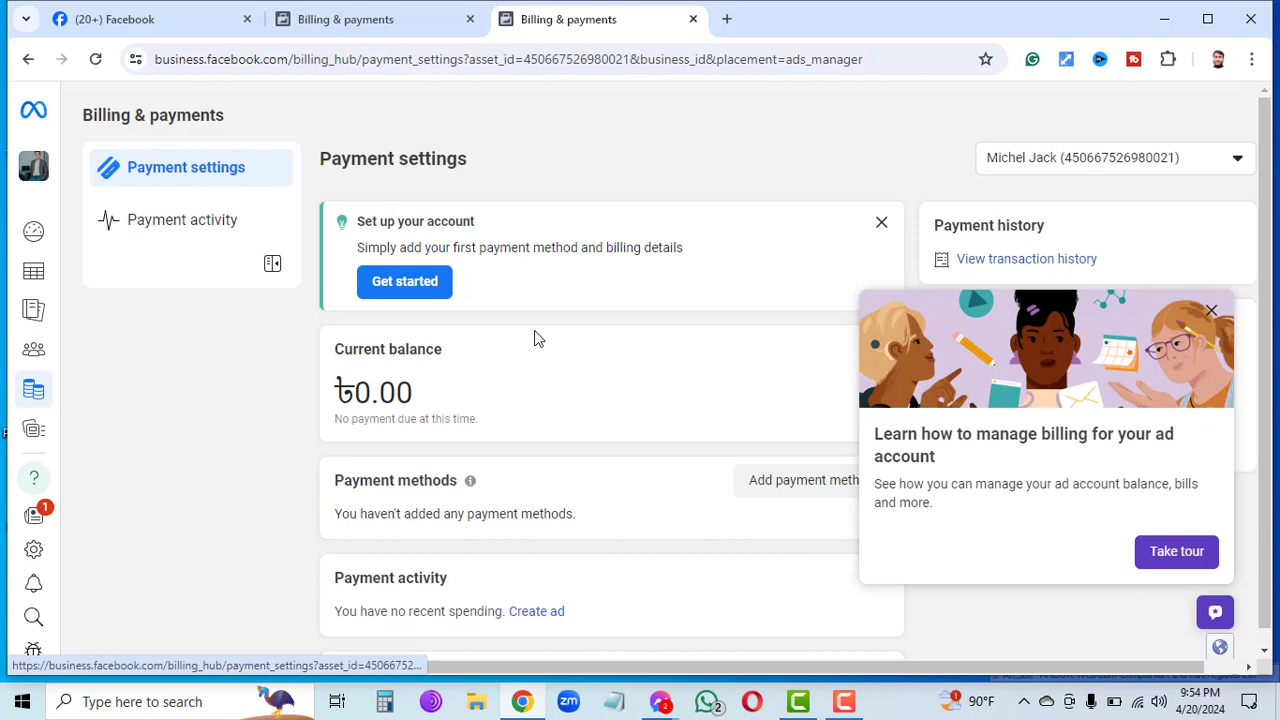 (20+) Facebook
Billing & payments
Billing & payments
business.facebook.com/billing_hub/payment_settings?asset_id=450667526980021&business_id&placement=ads_manager
Billing & payments
Payment settings
Payment activity
Payment settings
Michel Jack (450667526980021)
Set up your account
Simply add your first payment method and billing details
Get started
Payment history
View transaction history
Current balance
৳0.00
No payment due at this time.
Payment methods
Add payment meth
You haven't added any payment methods.
Payment activity
You have no recent spending. Create ad
Learn how to manage billing for your ad
account
See how you can manage your ad account balance, bills
and more.
Take tour
1
https://business.facebook.com/billing_hub/payment_settings?asset_id=45066752...
Type here to search
zm
2
2
1
90°F
9:54 PM
4/20/2024